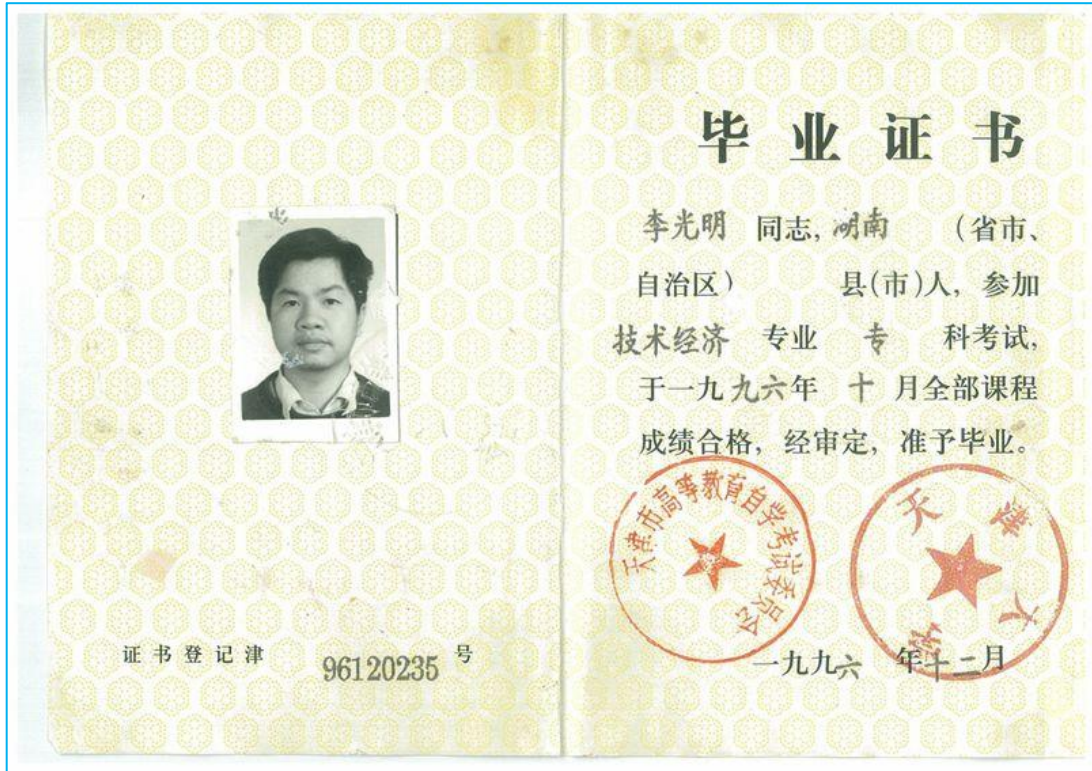 证书登记津 96120235 号
毕业证书
李光明 同志, 湖南 (省市、
自治区) 县(市)人, 参加
技术经济 专业 专 科考试,
于一九九六年 十 月全部课程
成绩合格, 经审定, 准予毕业。
天津市高等教育自学考试委员会
天津大学
一九九六 年十二月